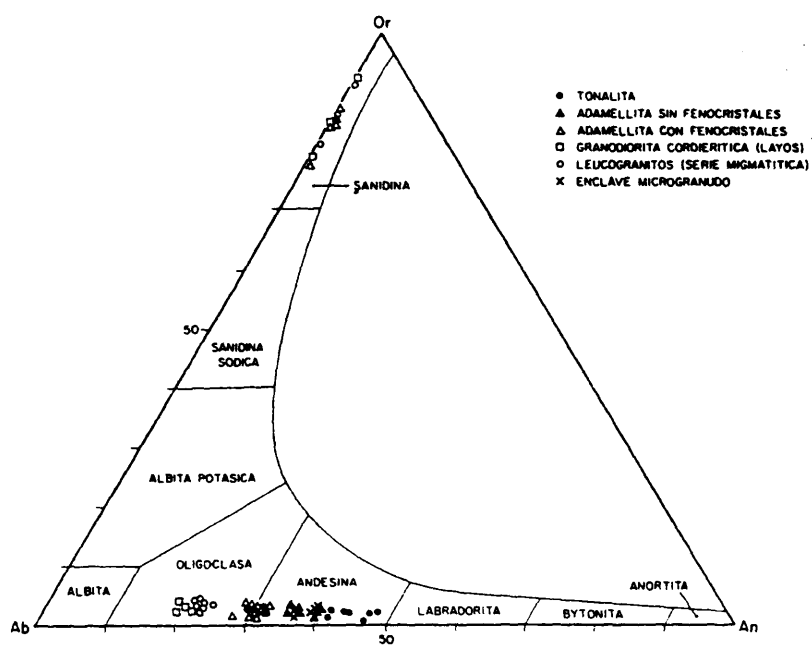 Or
TONALITA
ADAMELLITA SIN FENOCRISTALES
ADAMELLITA CON FENOCRISTALES
GRANODIORITA CORDIERITICA (LAYOS)
LEUCOGRANITOS (SERIE MIGMATITICA)
ENCLAVE MICROGRANUDO
SANIDINA
50
SANIDINA
SODICA
ALBITA POTASICA
OLIGOCLASA
ANDESINA
ALBITA
LABRADORITA
BYTONITA
ANORTITA
Ab
50
An